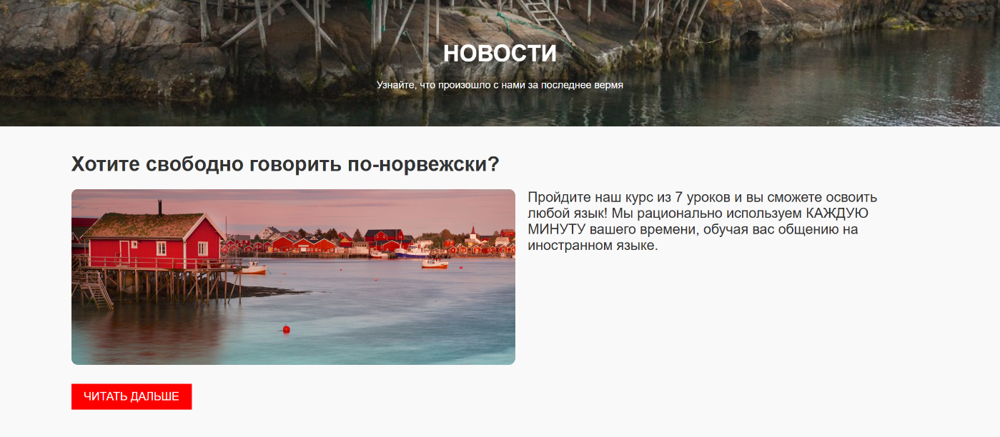 НОВОСТИ
Узнайте, что произошло с нами за последнее вермя
Хотите свободно говорить по-норвежски?
Пройдите наш курс из 7 уроков и вы сможете освоить
любой язык! Мы рационально используем КАЖДУЮ
МИНУТУ вашего времени, обучая вас общению на
иностранном языке.
ЧИТАТЬ ДАЛЬШЕ